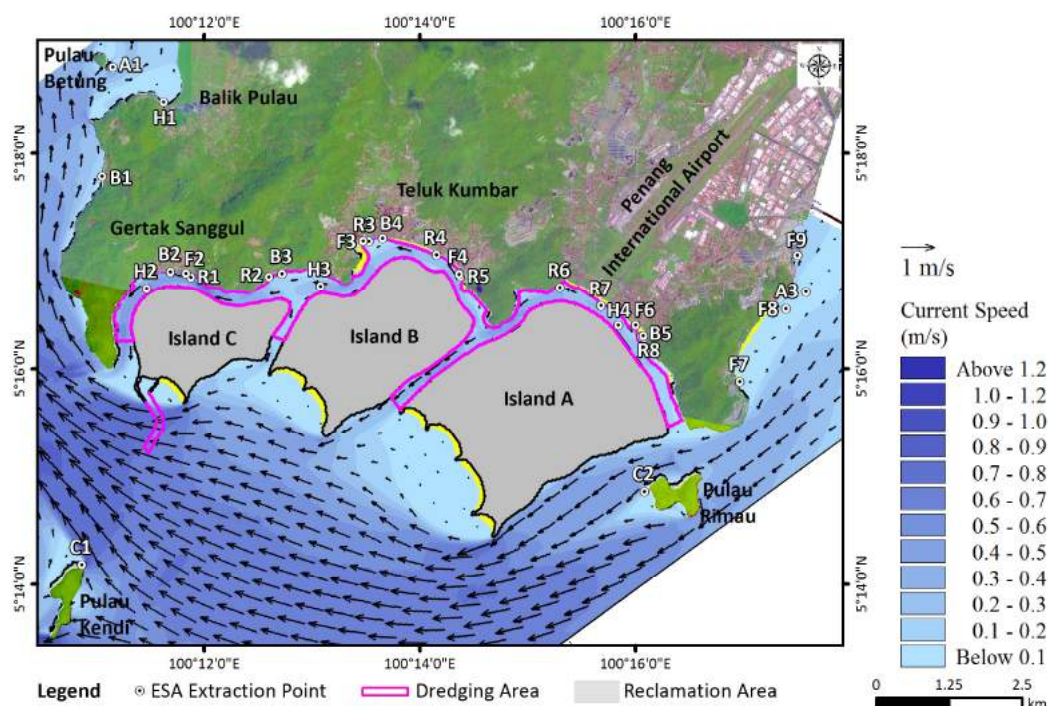 100°12'0"E 100°14'0"E 100°16'0"E
Pulau
Betung
A1
H1
Balik Pulau
5°18'0"N
5°18'0"N
B1
Penang
International Airport
Teluk Kumbar
Gertak Sanggul
R3 B4
F3
R4
F9
B2 F2
B3
H2
R1
R2
H3
F4
R5
R6
A3
R7
H4 F6
F8
B5
R8
Island C
Island B
Island A
5°16'0"N
5°16'0"N
F7
C2
Pulau
Rimau
C1
5°14'0"N
5°14'0"N
Pulau
Kendi
100°12'0"E 100°14'0"E 100°16'0"E
1 m/s
Current Speed
(m/s)
Above 1.2
1.0 - 1.2
0.9 - 1.0
0.8 - 0.9
0.7 - 0.8
0.6 - 0.7
0.5 - 0.6
0.4 - 0.5
0.3 - 0.4
0.2 - 0.3
0.1 - 0.2
Below 0.1
Legend ESA Extraction Point Dredging Area Reclamation Area
0 1.25 2.5
km